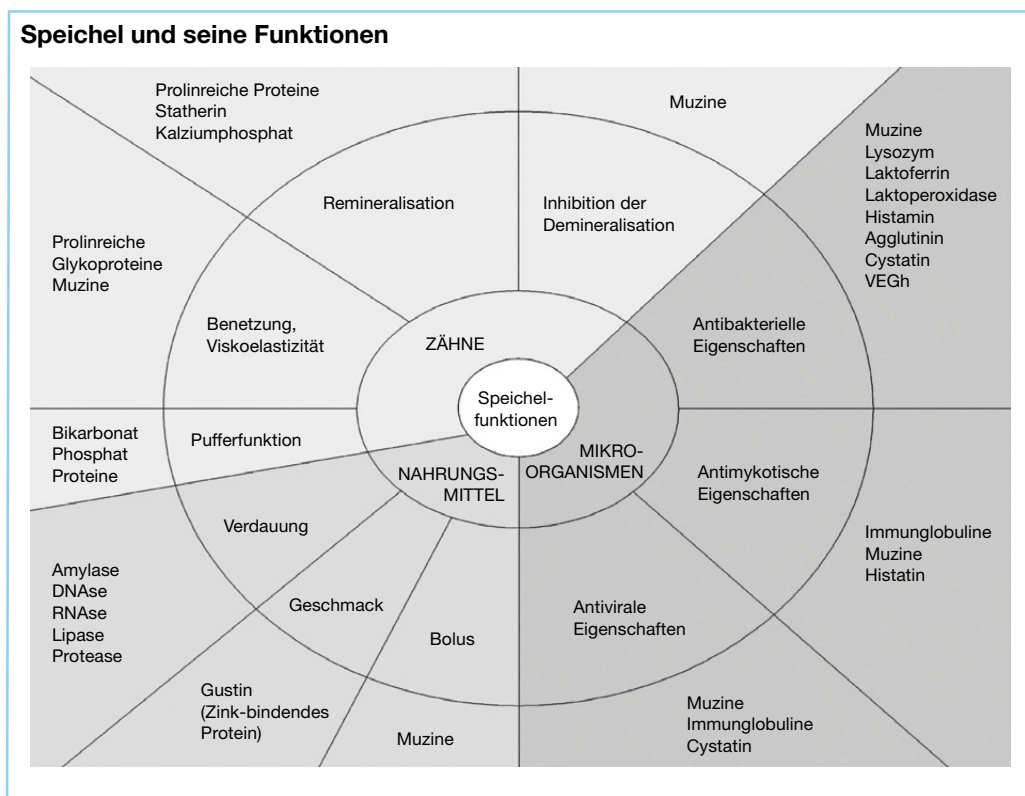 Speichel und seine Funktionen
Prolinreiche Proteine
Statherin
Kalziumphosphat
Muzine
Muzine
Lysozym
Laktoferrin
Laktoperoxidase
Histamin
Agglutinin
Cystatin
VEGh
Remineralisation
Inhibition der
Demineralisation
Prolinreiche
Glykoproteine
Muzine
Benetzung,
Viskoelastizität
ZÄHNE
Antibakterielle
Eigenschaften
Speichel-
funktionen
Bikarbonat
Phosphat
Proteine
Pufferfunktion
NAHRUNGS-
MITTEL
MIKRO-
ORGANISMEN
Antimykotische
Eigenschaften
Verdauung
Immunglobuline
Muzine
Histatin
Amylase
DNAse
RNAse
Lipase
Protease
Geschmack
Bolus
Antivirale
Eigenschaften
Gustin
(Zink-bindendes
Protein)
Muzine
Muzine
Immunglobuline
Cystatin